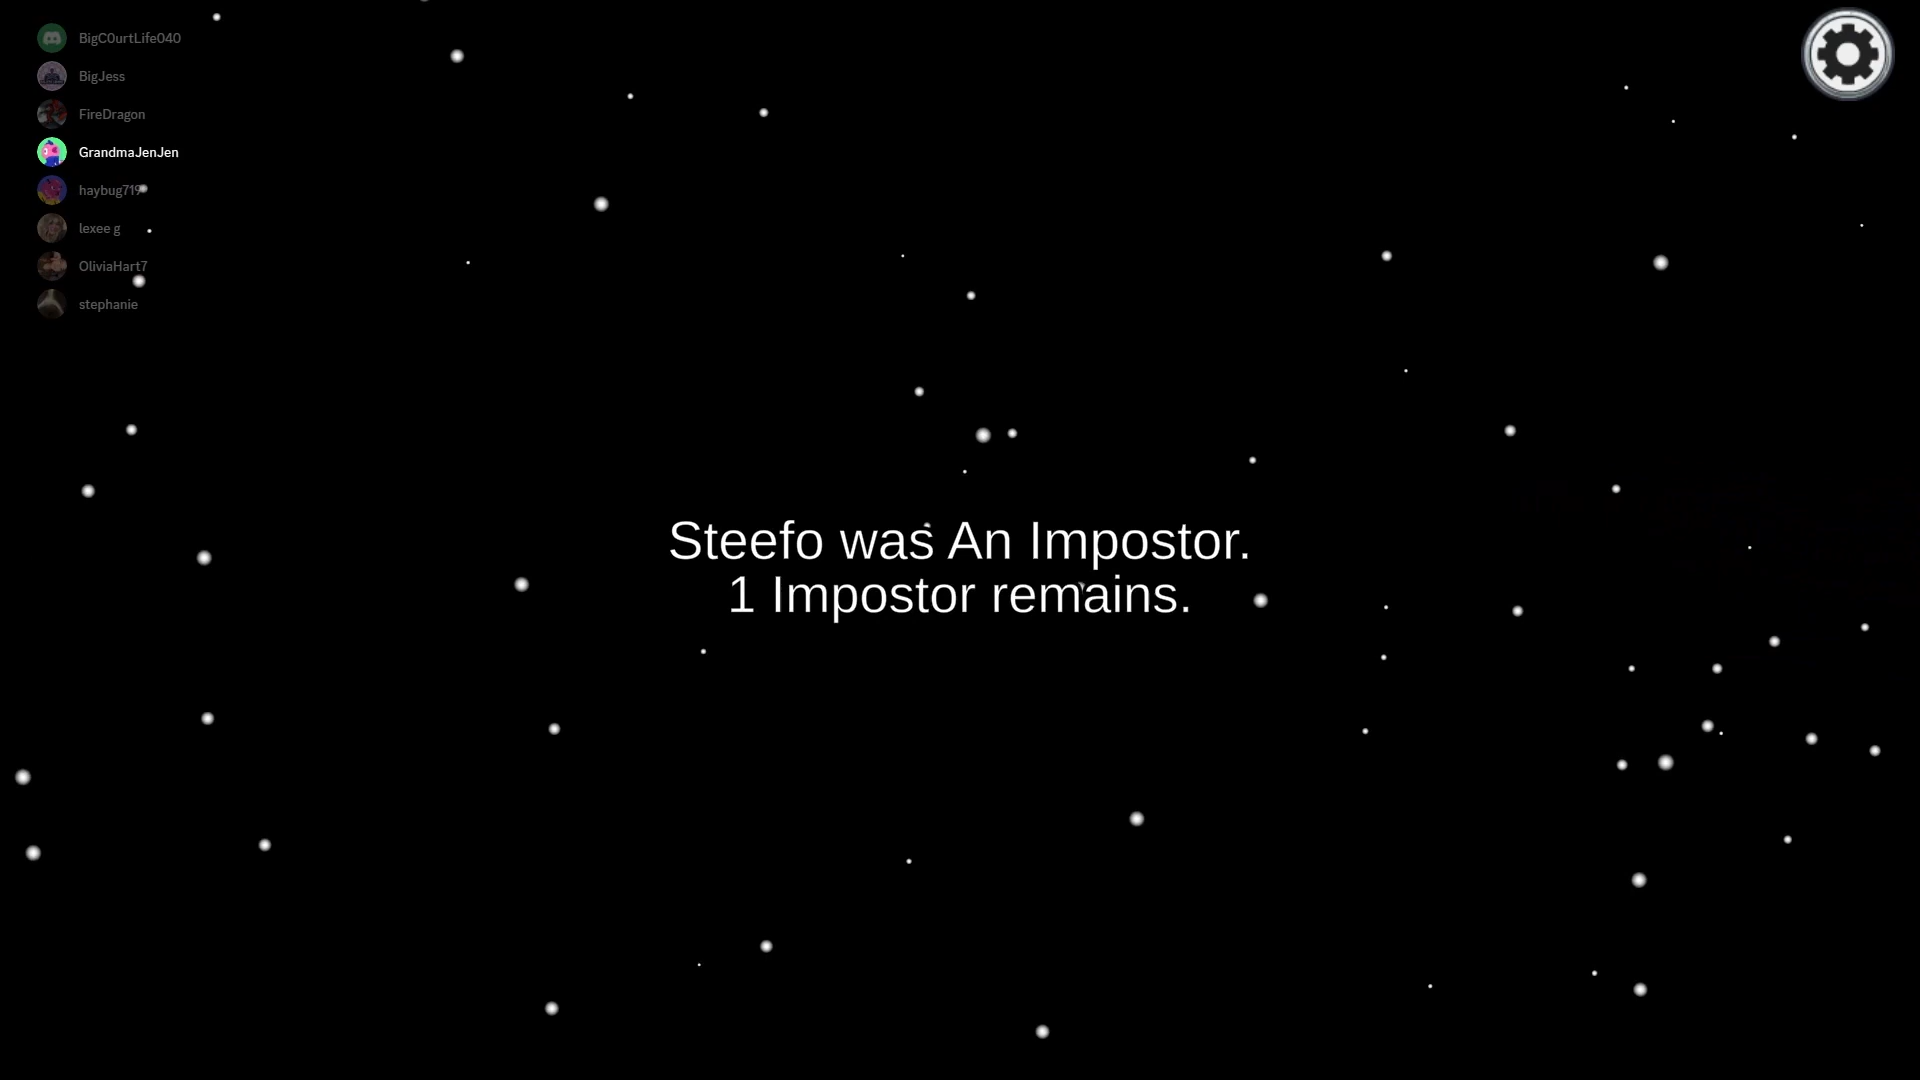 BigC0urtLife040
BigJess
FireDragon
GrandmaJenJen
haybug719
lexee g
OliviaHart7
stephanie
Steefo was An Impostor.
1 Impostor remains.